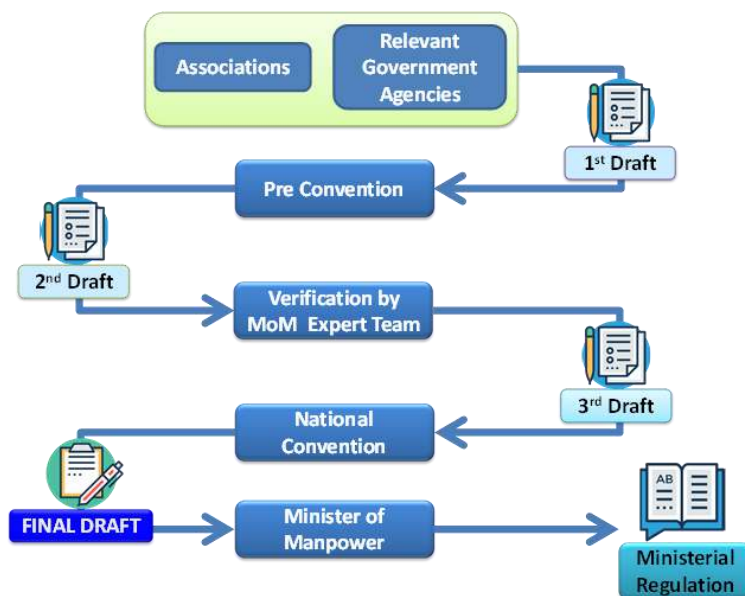 Associations
Relevant
Government
Agencies
1st Draft
Pre Convention
2nd Draft
Verification by
MoM Expert Team
3rd Draft
National
Convention
FINAL DRAFT
Minister of
Manpower
AB
Ministerial
Regulation